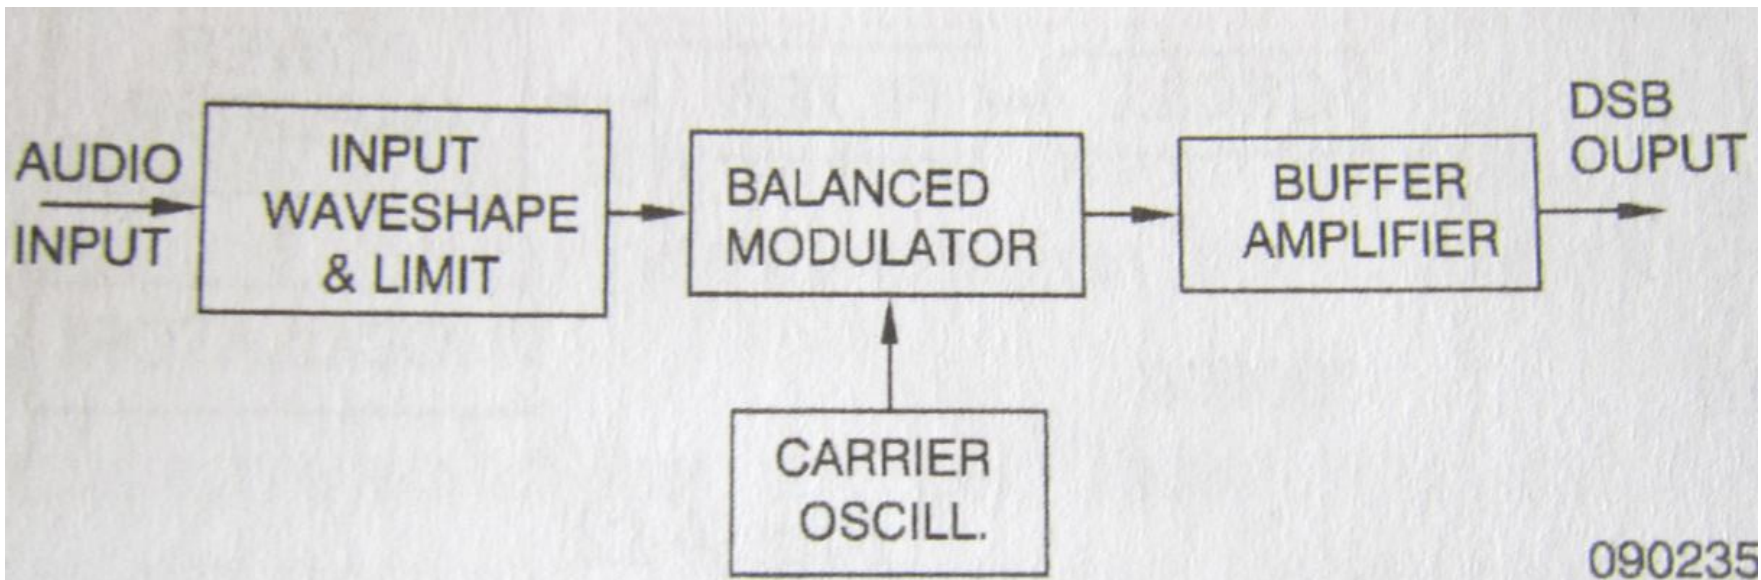 AUDIO
INPUT
INPUT
WAVESHAPE
& LIMIT
BALANCED
MODULATOR
BUFFER
AMPLIFIER
DSB
OUPUT
CARRIER
OSCILL.
090235